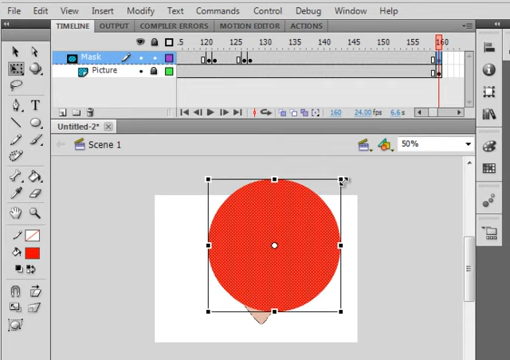 File Edit View Insert Modify Text Commands Control Debug Window Help
TIMELINE OUTPUT COMPILER ERRORS MOTION EDITOR ACTIONS
.5 120 125 130 135 140 145 150 155 160
Mask
Picture
160 24.00 fps 6.6 s
Untitled-2*
Scene 1 50%